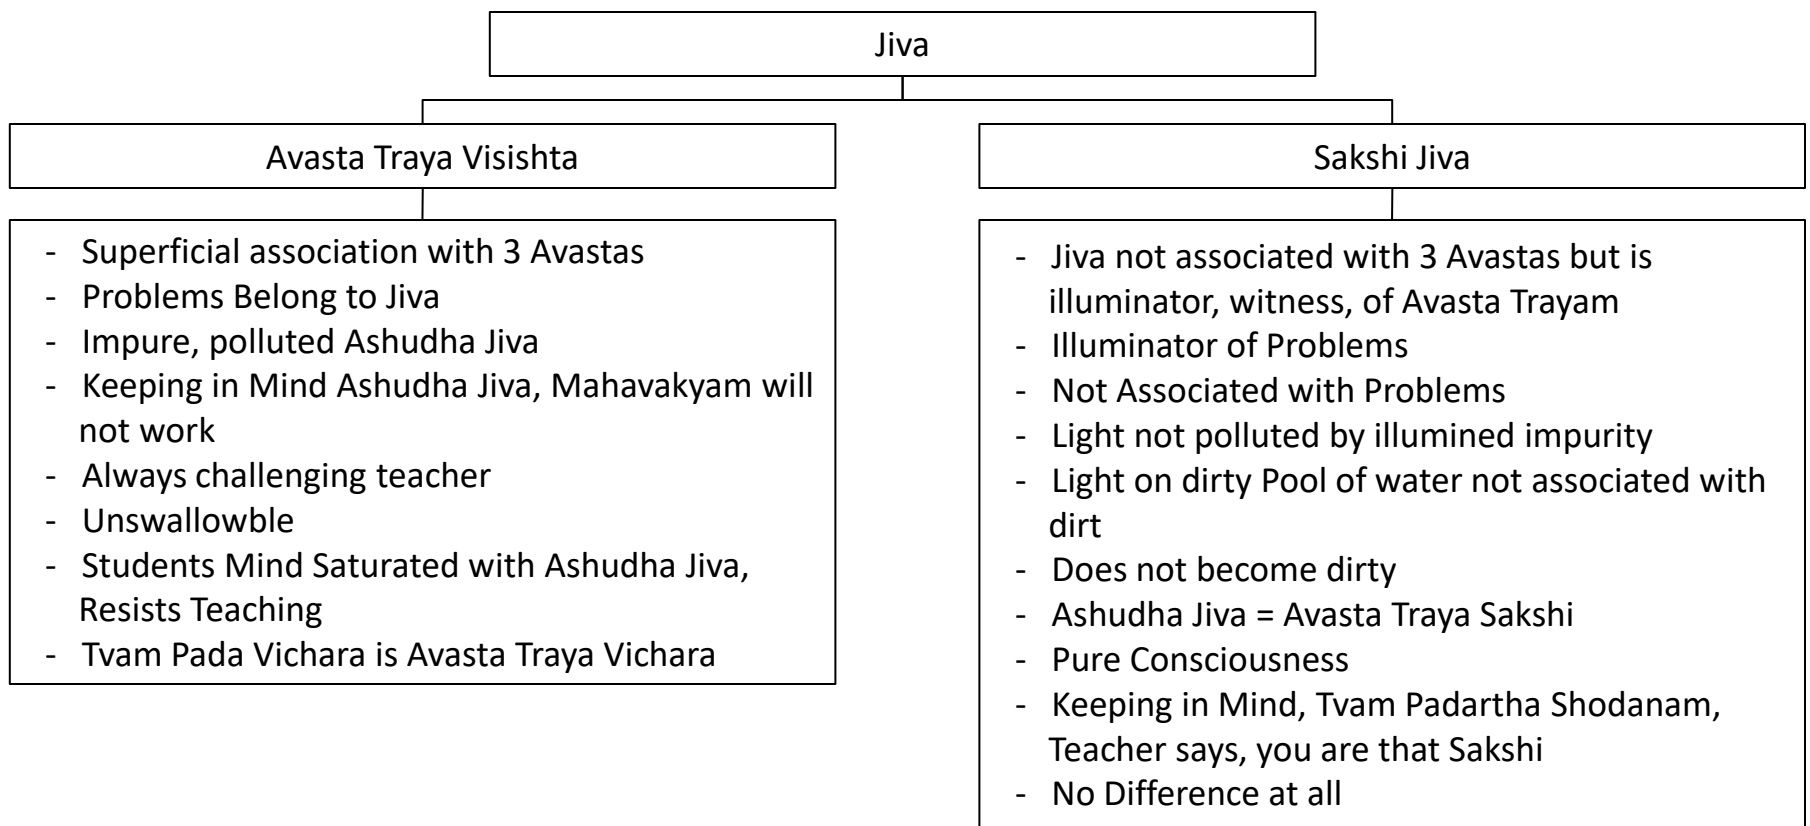 Jiva
Avasta Traya Visishta
- Superficial association with 3 Avastas
- Problems Belong to Jiva
- Impure, polluted Ashudha Jiva
- Keeping in Mind Ashudha Jiva, Mahavakyam will
not work
- Always challenging teacher
- Unswallowble
- Students Mind Saturated with Ashudha Jiva,
Resists Teaching
- Tvam Pada Vichara is Avasta Traya Vichara
Sakshi Jiva
- Jiva not associated with 3 Avastas but is
illuminator, witness, of Avasta Trayam
- Illuminator of Problems
- Not Associated with Problems
- Light not polluted by illumined impurity
- Light on dirty Pool of water not associated with
dirt
- Does not become dirty
- Ashudha Jiva = Avasta Traya Sakshi
- Pure Consciousness
- Keeping in Mind, Tvam Padartha Shodanam,
Teacher says, you are that Sakshi
- No Difference at all